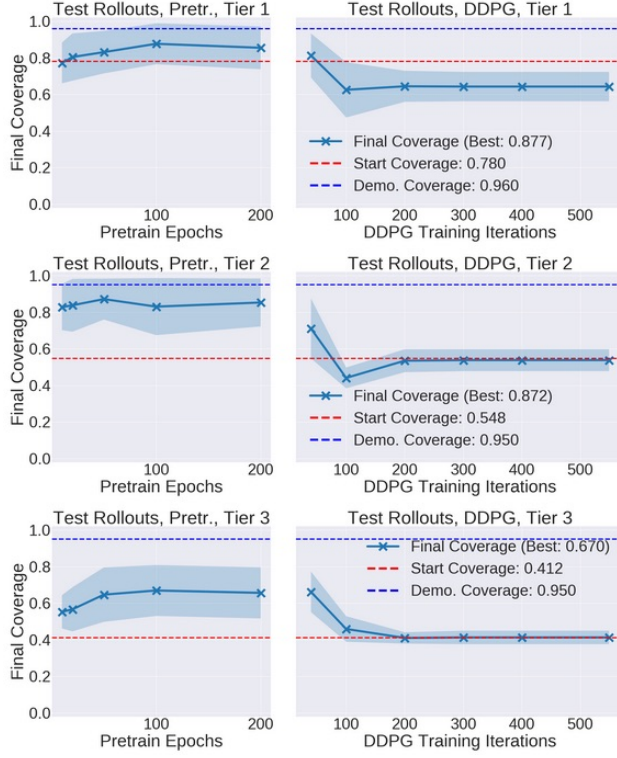 Test Rollouts, Pretr., Tier 1
Final Coverage
1.0
0.8
0.6
0.4
0.2
0.0
100
200
Pretrain Epochs
Test Rollouts, DDPG, Tier 1
Final Coverage (Best: 0.877)
Start Coverage: 0.780
Demo. Coverage: 0.960
100
200
300
400
500
DDPG Training Iterations
Test Rollouts, Pretr., Tier 2
Final Coverage
1.0
0.8
0.6
0.4
0.2
0.0
100
200
Pretrain Epochs
Test Rollouts, DDPG, Tier 2
Final Coverage (Best: 0.872)
Start Coverage: 0.548
Demo. Coverage: 0.950
100
200
300
400
500
DDPG Training Iterations
Test Rollouts, Pretr., Tier 3
Final Coverage
1.0
0.8
0.6
0.4
0.2
0.0
100
200
Pretrain Epochs
Test Rollouts, DDPG, Tier 3
Final Coverage (Best: 0.670)
Start Coverage: 0.412
Demo. Coverage: 0.950
100
200
300
400
500
DDPG Training Iterations